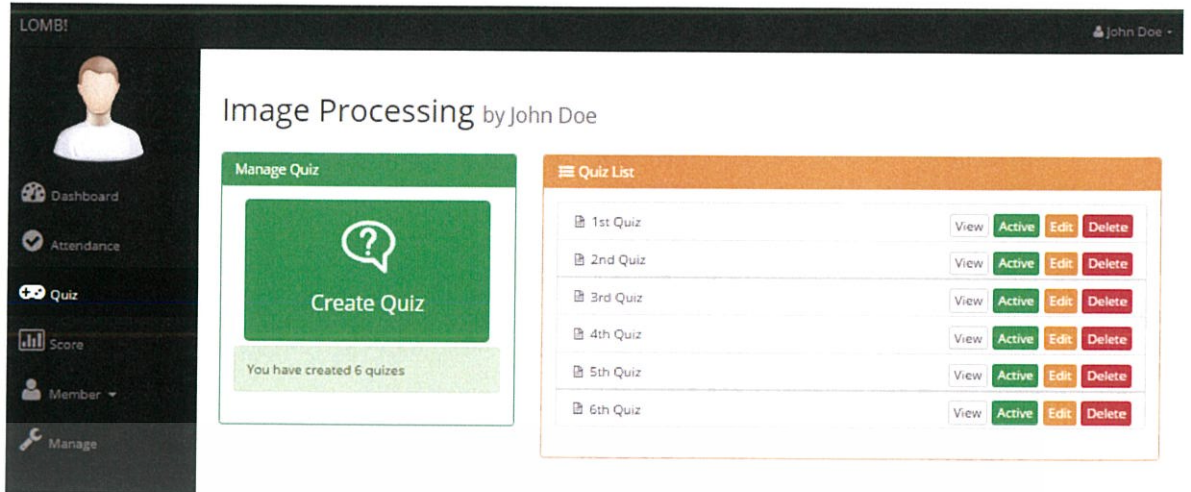 LOMB!
John Doe
Dashboard
Attendance
Quiz
Score
Member
Manage
Image Processing by John Doe
Manage Quiz
Create Quiz
You have created 6 quizes
Quiz List
1st Quiz View Active Edit Delete
2nd Quiz View Active Edit Delete
3rd Quiz View Active Edit Delete
4th Quiz View Active Edit Delete
5th Quiz View Active Edit Delete
6th Quiz View Active Edit Delete